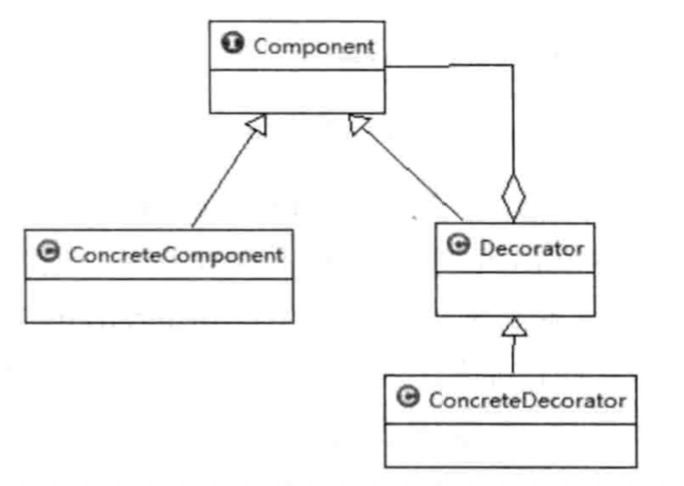 I Component
C ConcreteComponent
C Decorator
C ConcreteDecorator